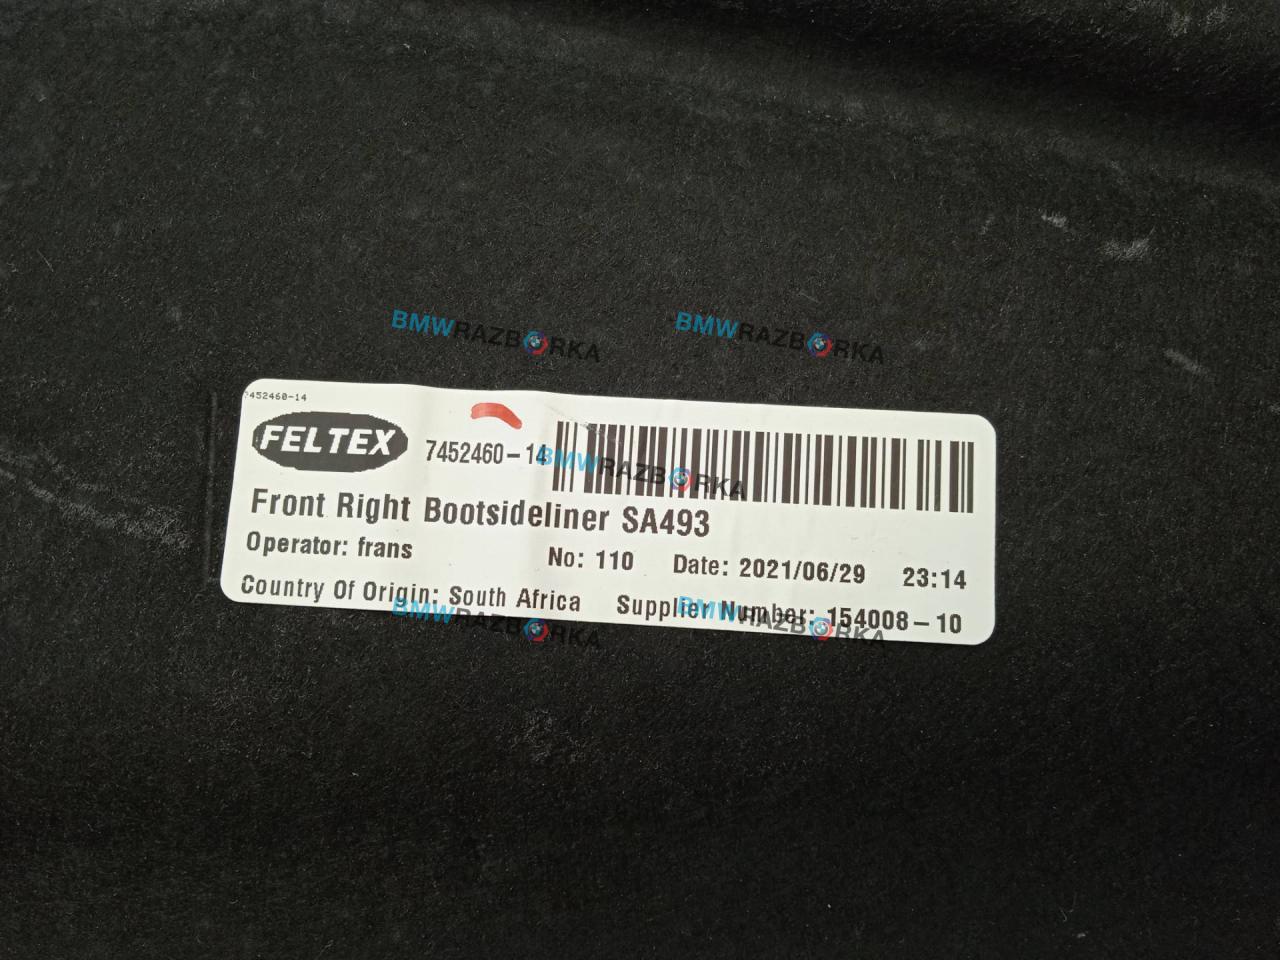 BMWRAZBORKA BMWRAZBORKA
7452460-14
FELTEX 7452460-14
BMWRAZBORKA
Front Right Bootsideliner SA493
Operator: frans No: 110 Date: 2021/06/29 23:14
Country Of Origin: South Africa Supplier Number: 154008-10
BMWRAZBORKA BMWRAZBORKA